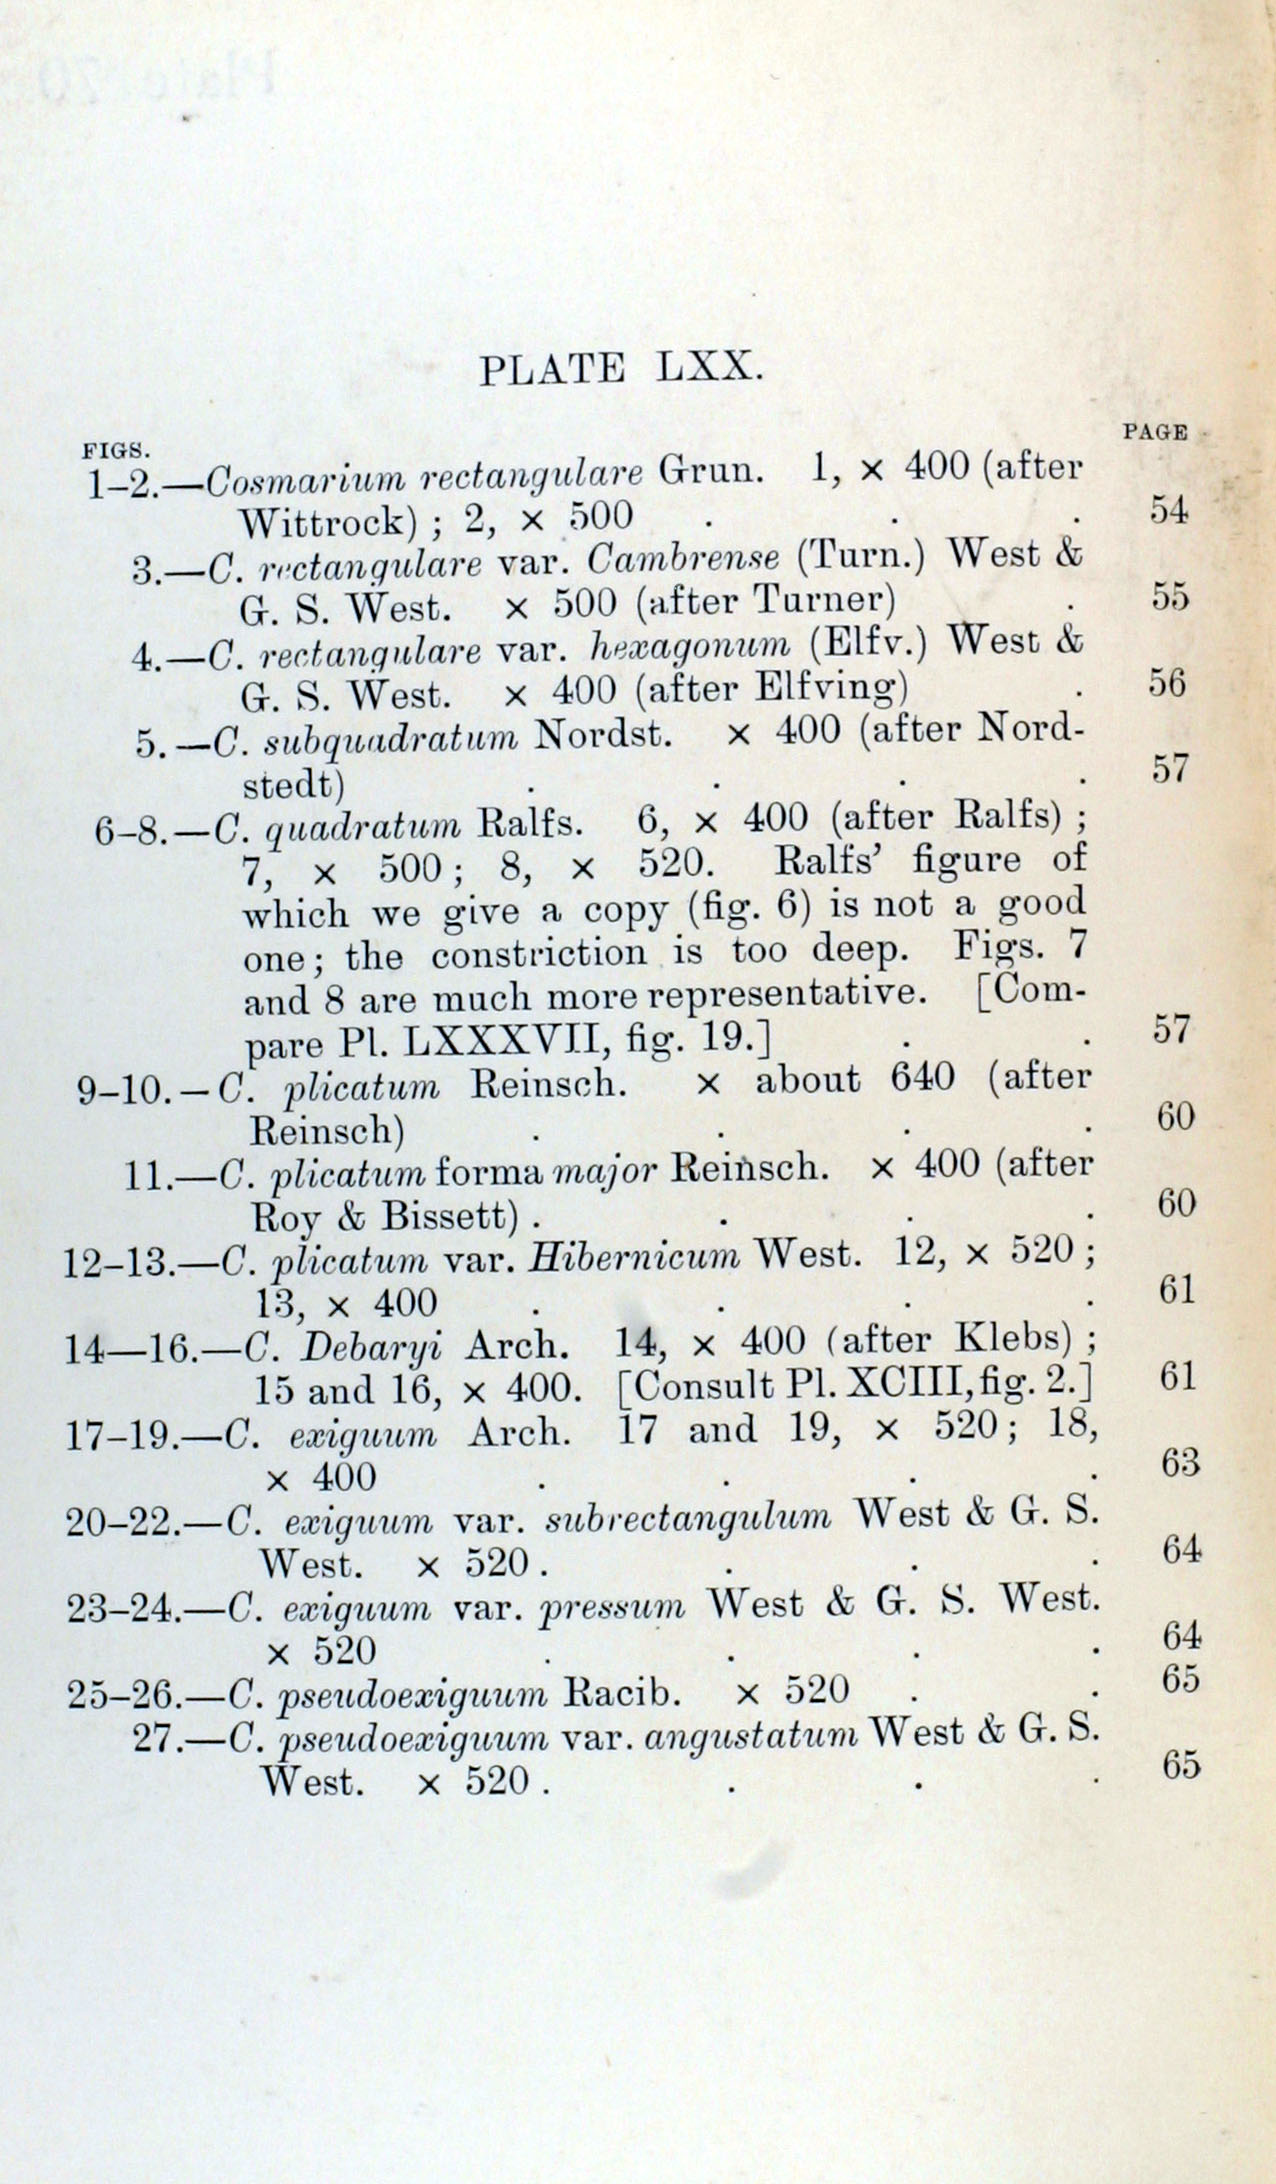 PLATE LXX.
FIGS. PAGE
1–2.—Cosmarium rectangulare Grun. 1, × 400 (after
Wittrock) ; 2, × 500 . . . 54
3.—C. rectangulare var. Cambrense (Turn.) West &
G. S. West. × 500 (after Turner) . 55
4.—C. rectangulare var. hexagonum (Elfv.) West &
G. S. West. × 400 (after Elfving) . 56
5.—C. subquadratum Nordst. × 400 (after Nord-
stedt) . . . . 57
6–8.—C. quadratum Ralfs. 6, × 400 (after Ralfs) ;
7, × 500 ; 8, × 520. Ralfs’ figure of
which we give a copy (fig. 6) is not a good
one ; the constriction is too deep. Figs. 7
and 8 are much more representative. [Com-
pare Pl. LXXXVII, fig. 19.] . . 57
9–10.—C. plicatum Reinsch. × about 640 (after
Reinsch) . . . . 60
11.—C. plicatum forma major Reinsch. × 400 (after
Roy & Bissett) . . . . 60
12–13.—C. plicatum var. Hibernicum West. 12, × 520 ;
13, × 400 . . . . 61
14—16.—C. Debaryi Arch. 14, × 400 (after Klebs) ;
15 and 16, × 400. [Consult Pl. XCIII, fig. 2.] 61
17–19.—C. exiguum Arch. 17 and 19, × 520 ; 18,
× 400 . . . . 63
20–22.—C. exiguum var. subrectangulum West & G. S.
West. × 520 . . . . 64
23–24.—C. exiguum var. pressum West & G. S. West.
× 520 . . . . 64
25–26.—C. pseudoexiguum Racib. × 520 . . 65
27.—C. pseudoexiguum var. angustatum West & G. S.
West. × 520 . . . . 65